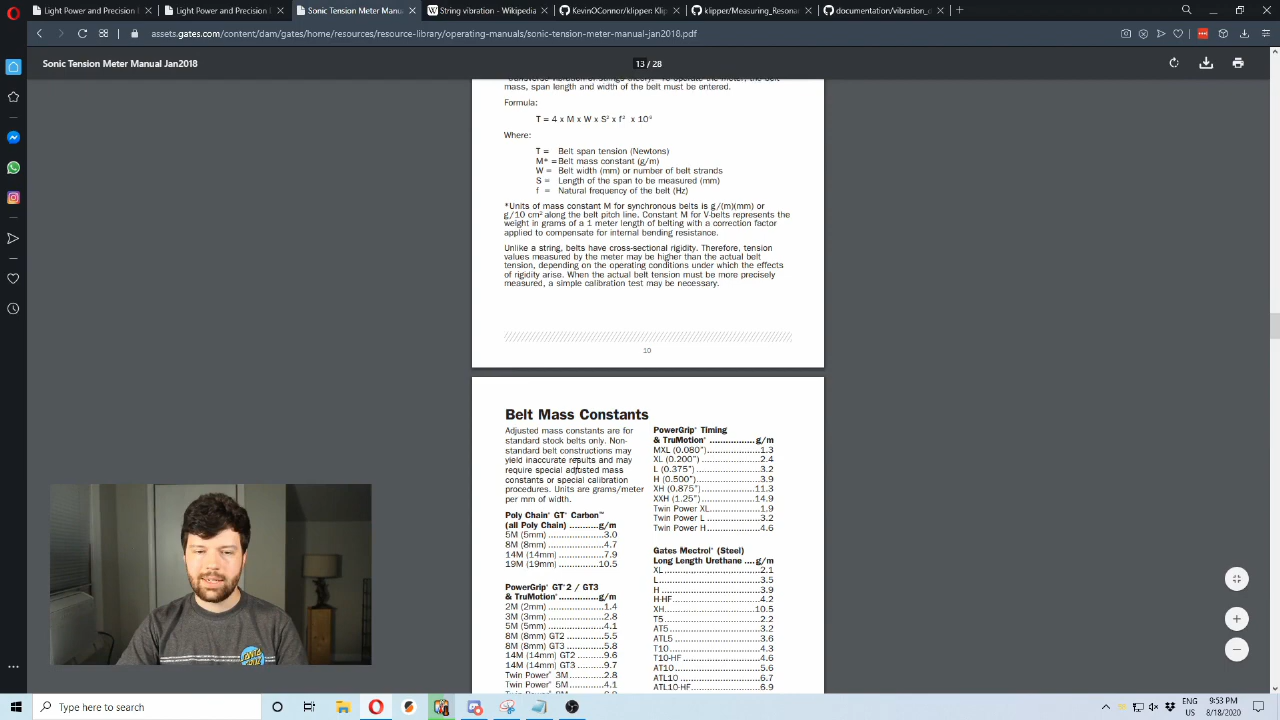 Light Power and Precision I
Light Power and Precision I
Sonic Tension Meter Manua
String vibration - Wikipedia
KevinOConno/klipper Klip
klipper/Measuring_Resona
documentation/vibration_e
assets.gates.com/content/dam/gates/home/resources/resource-library/operating-manuals/sonic-tension-meter-manual-jan2018.pdf
Sonic Tension Meter Manual Jan2018
13 / 28
"transverse vibration of strings theory." To operate the meter, the belt
mass, span length and width of the belt must be entered.
Formula:
T = 4 x M x W x S² x f² x 10⁻⁹
Where:
T = Belt span tension (Newtons)
M* = Belt mass constant (g/m)
W = Belt width (mm) or number of belt strands
S = Length of the span to be measured (mm)
f = Natural frequency of the belt (Hz)
*Units of mass constant M for synchronous belts is g/(m)(mm) or
g/10 cm² along the belt pitch line. Constant M for V-belts represents the
weight in grams of a 1 meter length of belting with a correction factor
applied to compensate for internal bending resistance.
Unlike a string, belts have cross-sectional rigidity. Therefore, tension
values measured by the meter may be higher than the actual belt
tension, depending on the operating conditions under which the effects
of rigidity arise. When the actual belt tension must be more precisely
measured, a simple calibration test may be necessary.
10
Belt Mass Constants
Adjusted mass constants are for
standard stock belts only. Non-
standard belt constructions may
yield inaccurate results and may
require special adjusted mass
constants or special calibration
procedures. Units are grams/meter
per mm of width.
Poly Chain® GT® Carbon™
(all Poly Chain) ..........g/m
5M (5mm) ......................3.0
8M (8mm) ......................4.7
14M (14mm) ..................7.9
19M (19mm) ................10.5
PowerGrip® GT®2 / GT3
& TruMotion® ..............g/m
2M (2mm) ......................1.4
3M (3mm) ......................2.8
5M (5mm) ......................4.1
8M (8mm) GT2 ...............5.5
8M (8mm) GT3 ...............5.8
14M (14mm) GT2 ...........9.6
14M (14mm) GT3 ...........9.7
Twin Power® 3M .............2.8
Twin Power® 5M .............4.1
PowerGrip® Timing
& TruMotion® .................g/m
MXL (0.080").......................1.3
XL (0.200") .........................2.4
L (0.375") ...........................3.2
H (0.500") ..........................3.9
XH (0.875") .......................11.3
XXH (1.25") .......................14.9
Twin Power XL.....................1.9
Twin Power L ......................3.2
Twin Power H......................4.6
Gates Mectrol® (Steel)
Long Length Urethane ....g/m
XL......................................2.1
L........................................3.5
H .......................................3.9
H-HF...................................4.2
XH....................................10.5
T5......................................2.2
AT5....................................3.2
ATL5 ..................................3.6
T10....................................4.3
T10-HF ...............................4.6
AT10 ..................................5.6
ATL10 ................................6.7
ATL10-HF............................6.9
Type here to search
ENG
9:53 PM
NG
8/18/2020